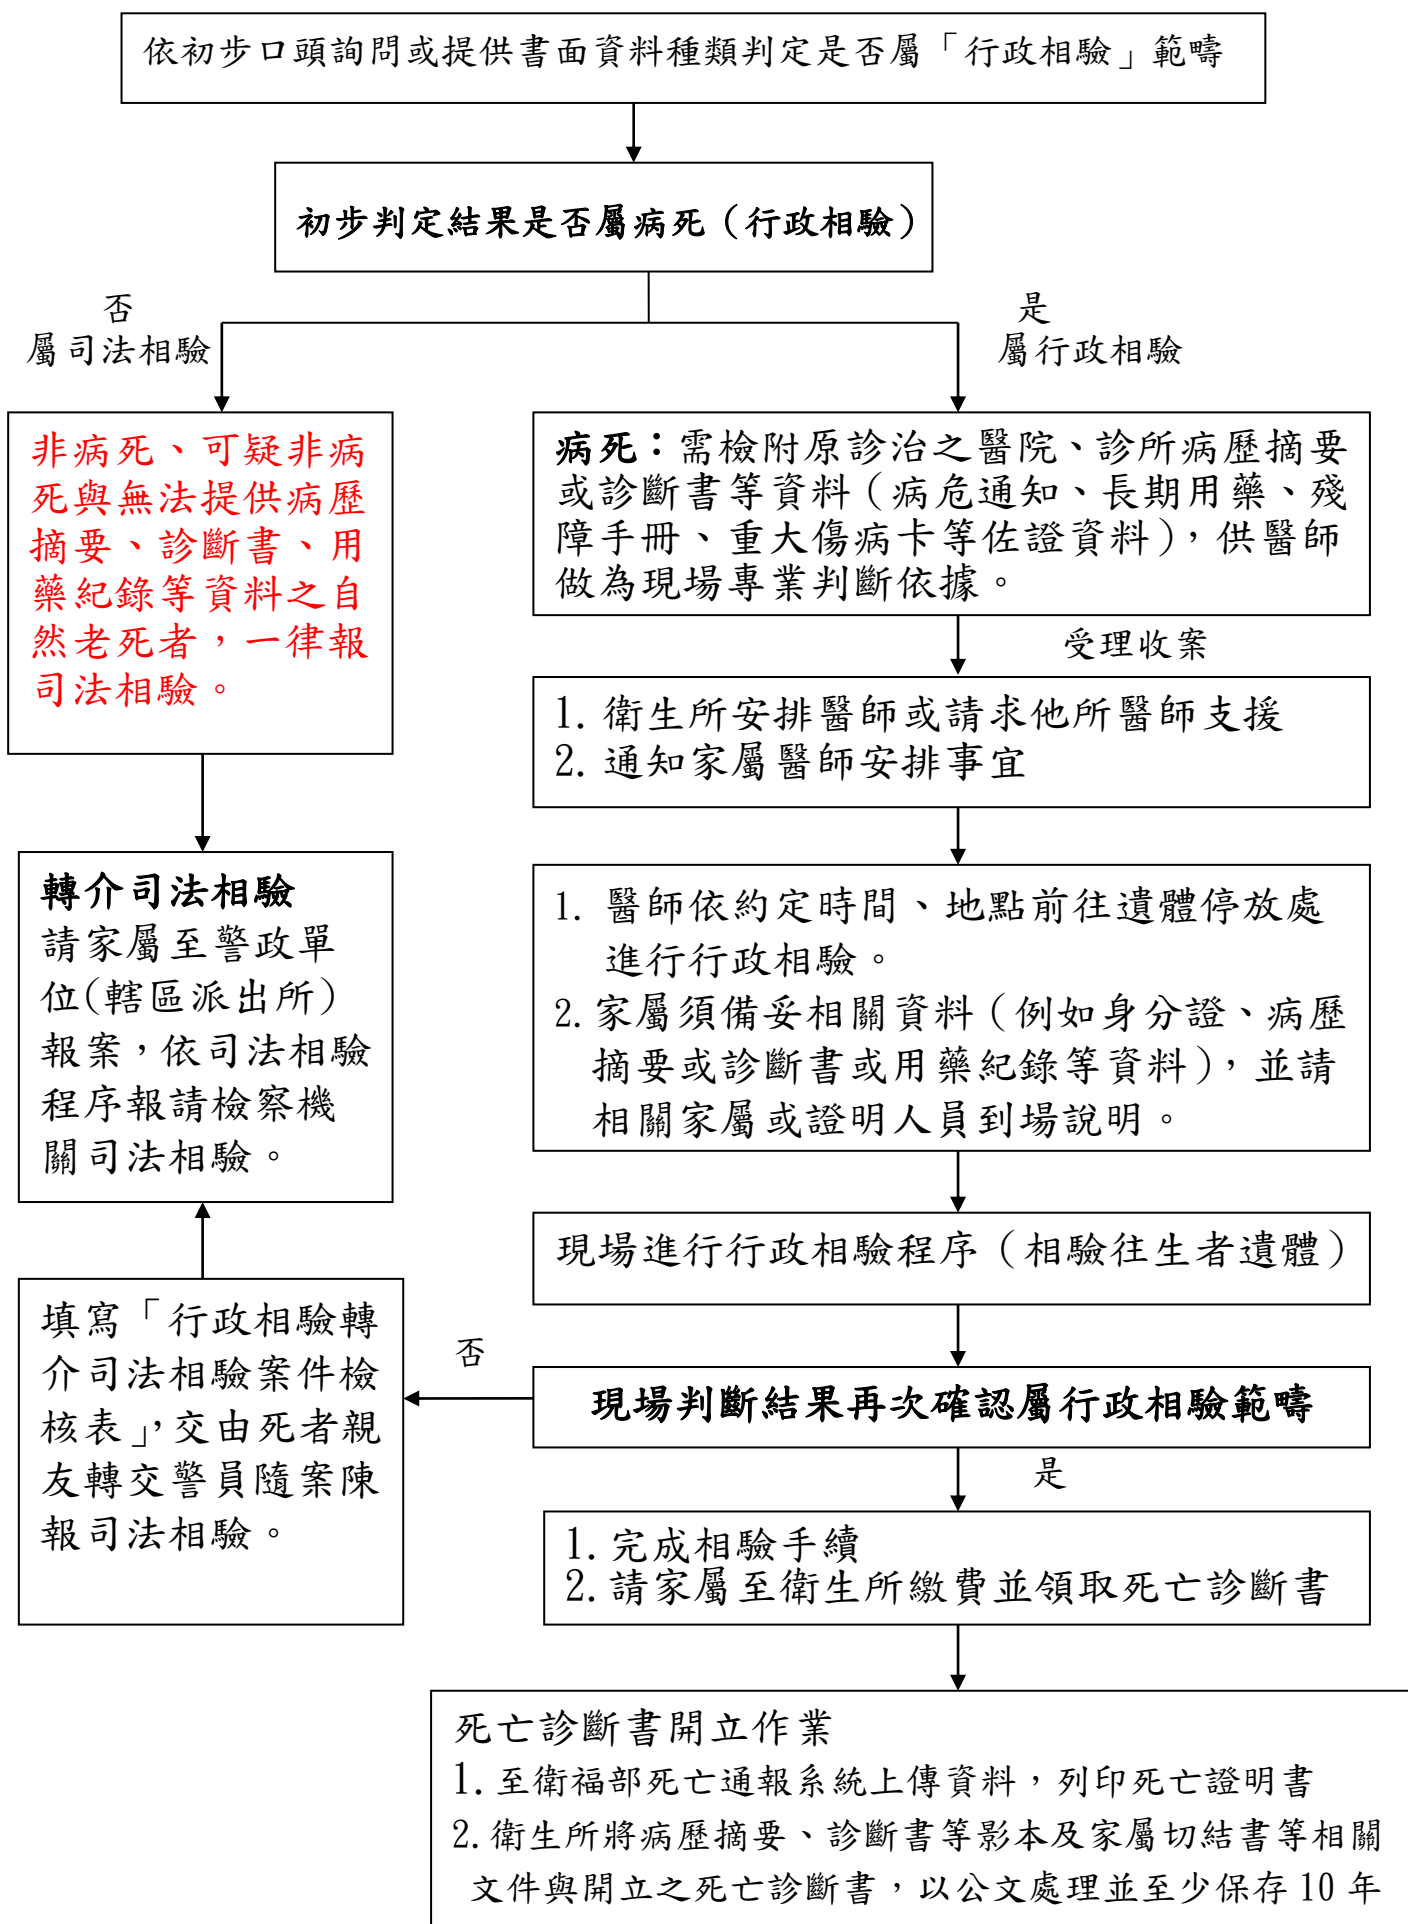 依初步口頭詢問或提供書面資料種類判定是否屬「行政相驗」範疇
初步判定結果是否屬病死（行政相驗）
否
屬司法相驗
是
屬行政相驗
非病死、可疑非病
死與無法提供病歷
摘要、診斷書、用
藥紀錄等資料之自
然老死者，一律報
司法相驗。
病死：需檢附原診治之醫院、診所病歷摘要
或診斷書等資料（病危通知、長期用藥、殘
障手冊、重大傷病卡等佐證資料），供醫師
做為現場專業判斷依據。
受理收案
1. 衛生所安排醫師或請求他所醫師支援
2. 通知家屬醫師安排事宜
轉介司法相驗
請家屬至警政單
位(轄區派出所)
報案，依司法相驗
程序報請檢察機
關司法相驗。
1. 醫師依約定時間、地點前往遺體停放處
進行行政相驗。
2. 家屬須備妥相關資料（例如身分證、病歷
摘要或診斷書或用藥紀錄等資料），並請
相關家屬或證明人員到場說明。
現場進行行政相驗程序（相驗往生者遺體）
填寫「行政相驗轉
介司法相驗案件檢
核表」，交由死者親
友轉交警員隨案陳
報司法相驗。
否
現場判斷結果再次確認屬行政相驗範疇
是
1. 完成相驗手續
2. 請家屬至衛生所繳費並領取死亡診斷書
死亡診斷書開立作業
1. 至衛福部死亡通報系統上傳資料，列印死亡證明書
2. 衛生所將病歷摘要、診斷書等影本及家屬切結書等相關
文件與開立之死亡診斷書，以公文處理並至少保存 10 年